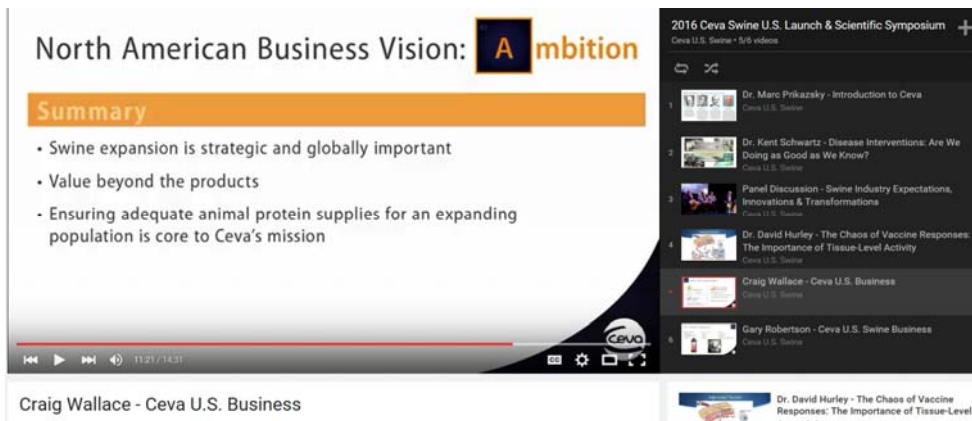 North American Business Vision: Ambition
Summary
• Swine expansion is strategic and globally important
• Value beyond the products
- Ensuring adequate animal protein supplies for an expanding
population is core to Ceva's mission
Ceva
11:21 / 14:31
CC
Craig Wallace - Ceva U.S. Business
2016 Ceva Swine U.S. Launch & Scientific Symposium
Ceva U.S. Swine • 5/6 videos
1
Dr. Marc Prikazsky - Introduction to Ceva
Ceva U.S. Swine
2
Dr. Kent Schwartz - Disease Interventions: Are We
Doing as Good as We Know?
Ceva U.S. Swine
3
Panel Discussion - Swine Industry Expectations,
Innovations & Transformations
Ceva U.S. Swine
4
Dr. David Hurley - The Chaos of Vaccine Responses:
The Importance of Tissue-Level Activity
Ceva U.S. Swine
Craig Wallace - Ceva U.S. Business
Ceva U.S. Swine
6
Gary Robertson - Ceva U.S. Swine Business
Ceva U.S. Swine
Dr. David Hurley - The Chaos of Vaccine
Responses: The Importance of Tissue-Level